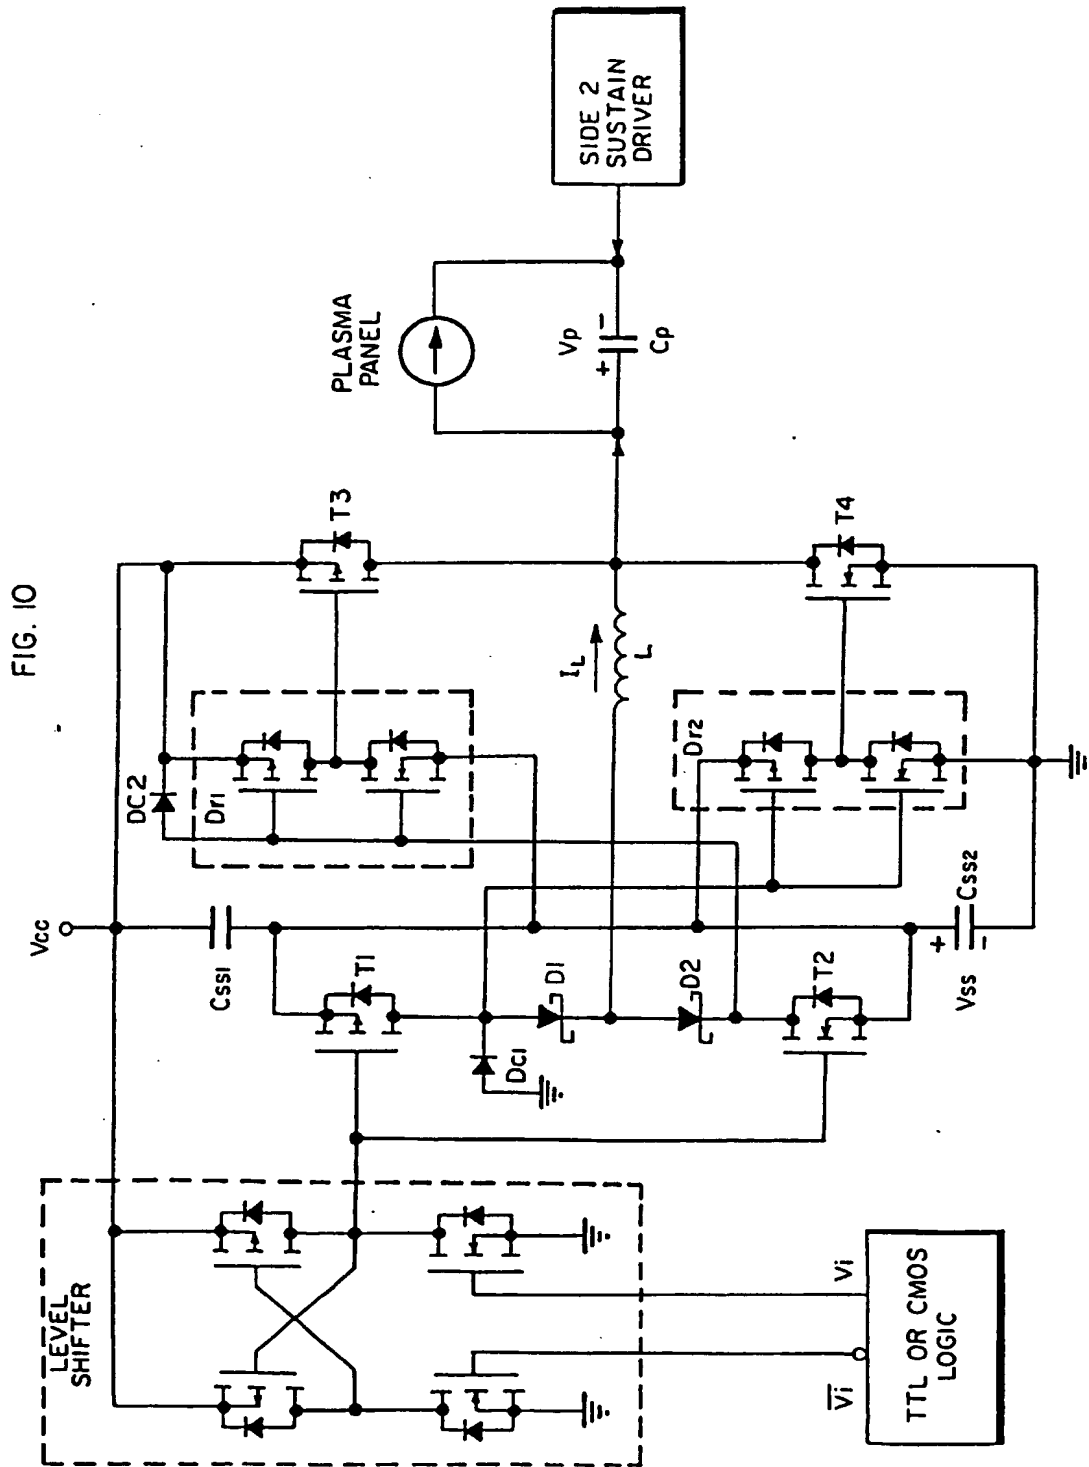 FIG. 10
Vcc
LEVEL
SHIFTER
CSS1
T1
DC1
D1
D2
T2
Vss
CSS2
DC2
Dr1
Dr2
T3
T4
IL
L
PLASMA
PANEL
Vp
+ -
Cp
SIDE 2
SUSTAIN
DRIVER
+
-
V̅i̅
Vi
TTL OR CMOS
LOGIC